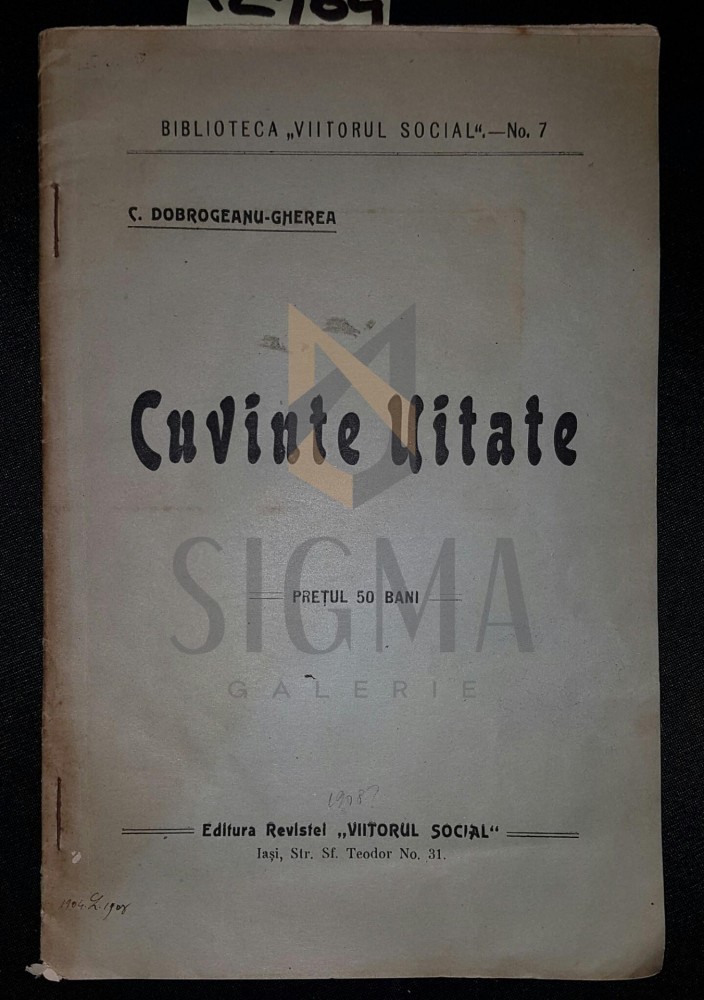 BIBLIOTECA „VIITORUL SOCIAL“.—No. 7
C. DOBROGEANU-GHEREA
Cuvinte Uitate
SIGMA
PREȚUL 50 BANI
GALERIE
1908?
Editura Revistei „VIITORUL SOCIAL“
Iași, Str. Sf. Teodor No. 31.